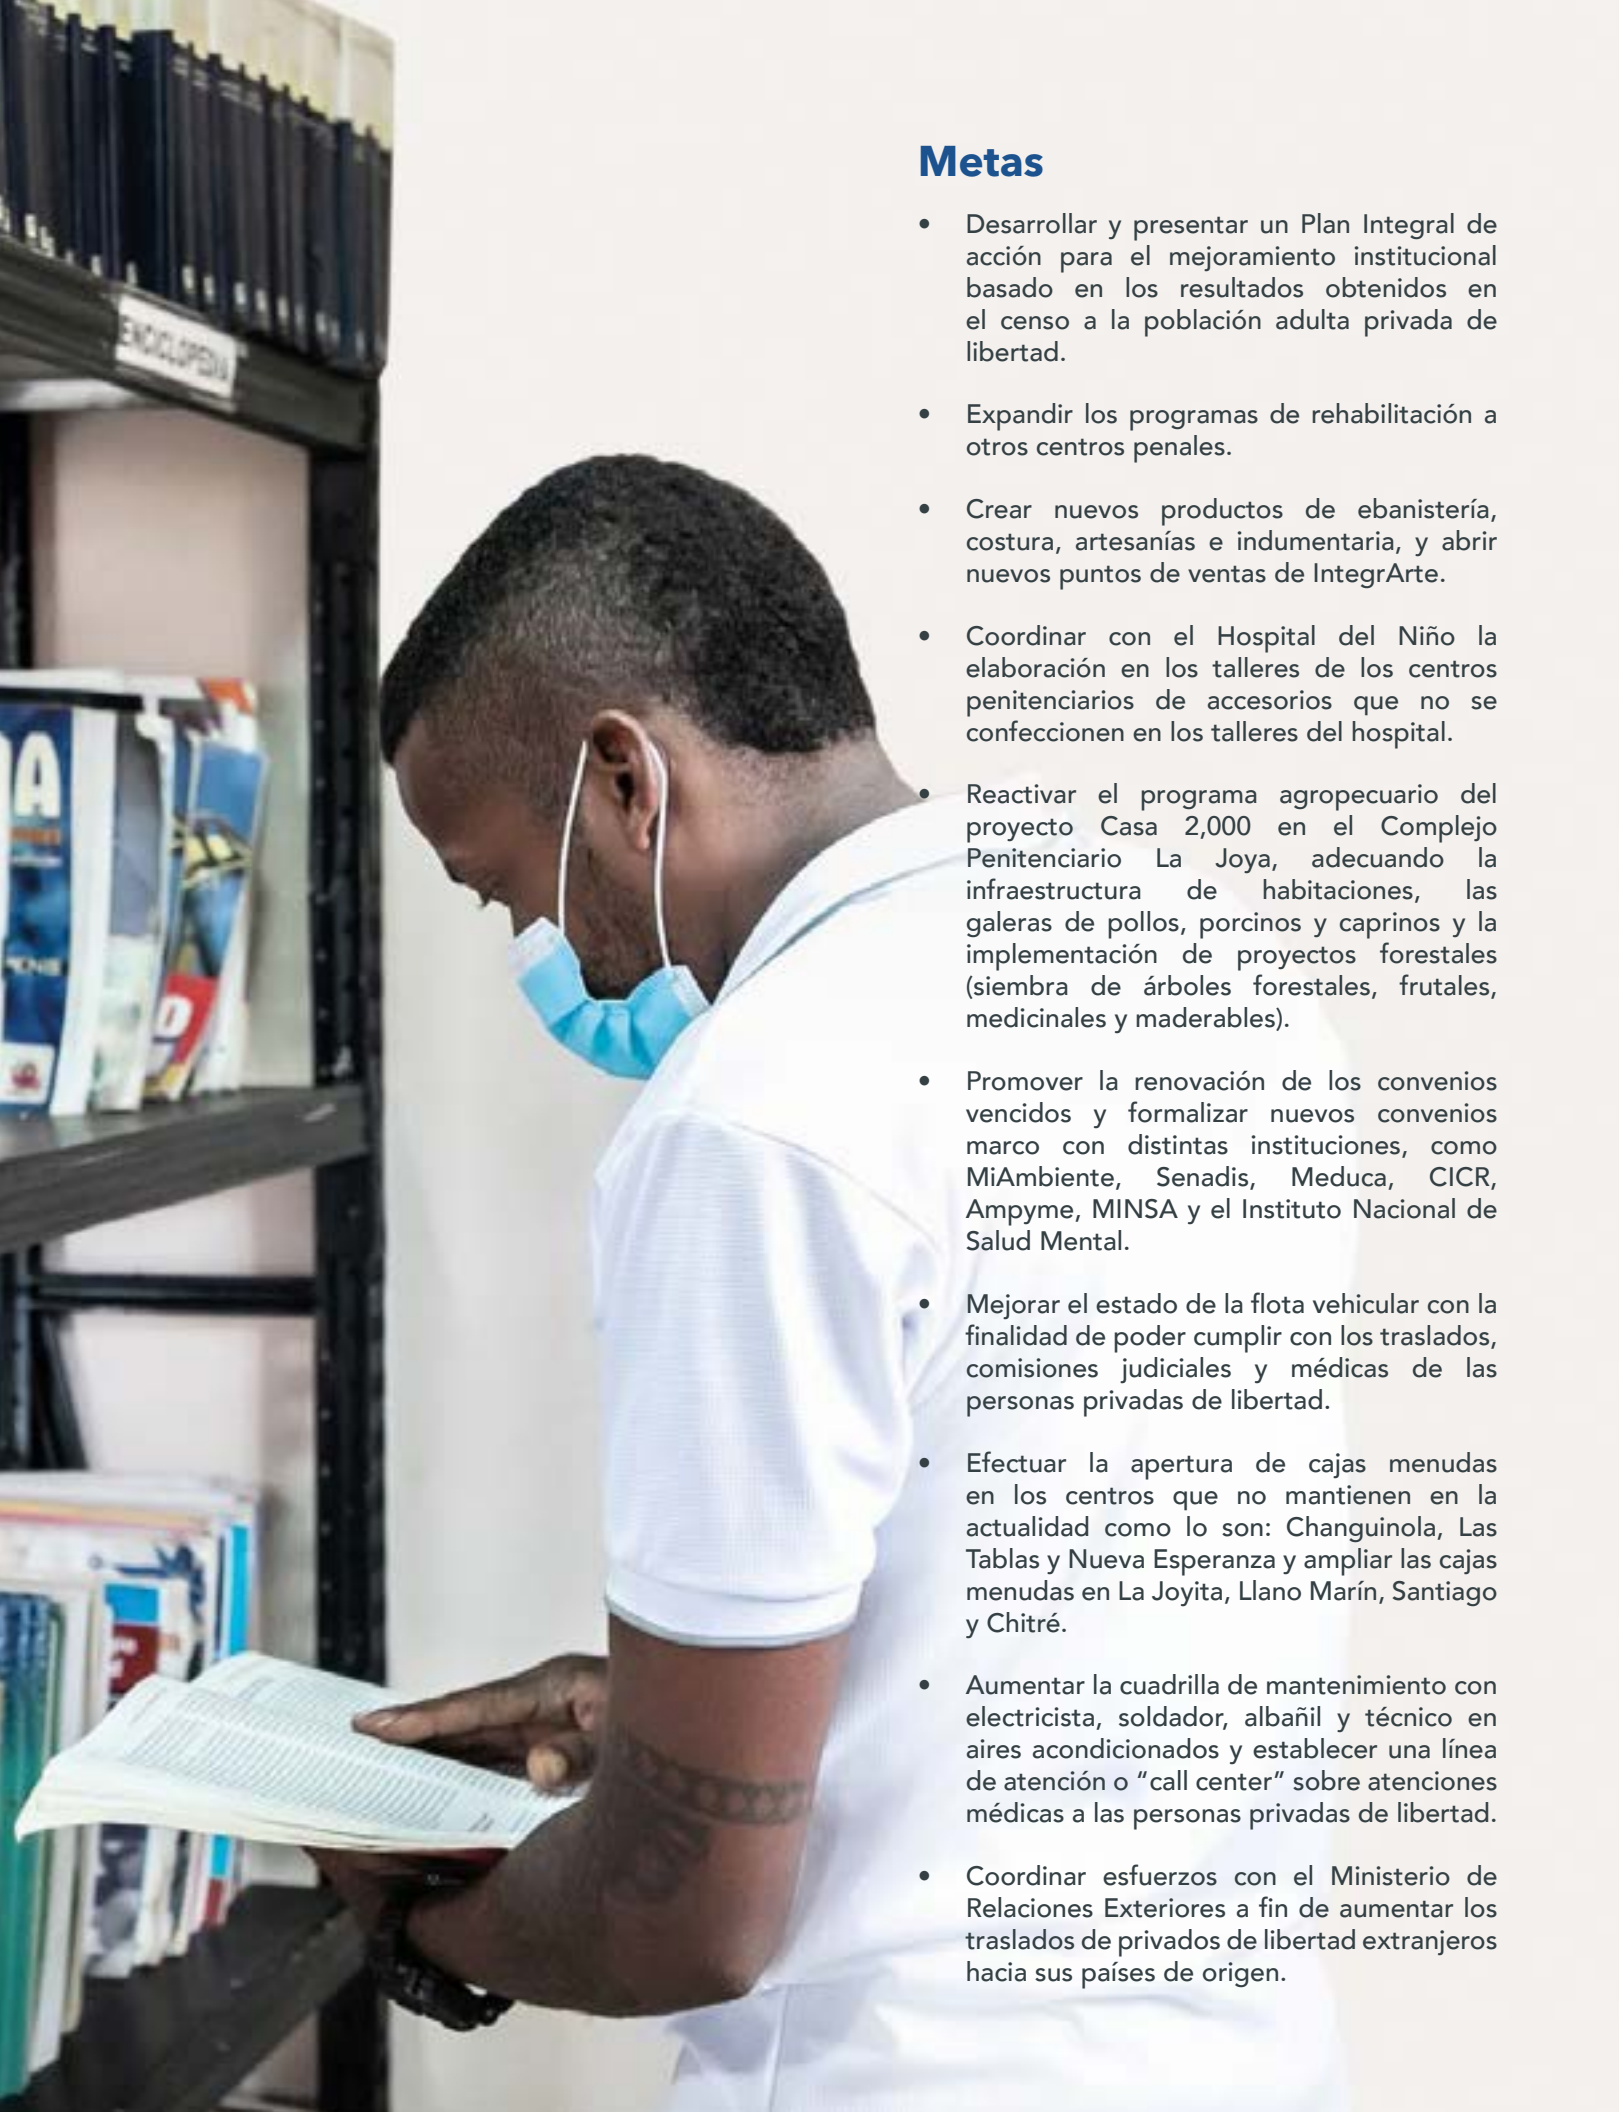 ENCICLOPEDIA
Metas
• Desarrollar y presentar un Plan Integral de
acción para el mejoramiento institucional
basado en los resultados obtenidos en
el censo a la población adulta privada de
libertad.
• Expandir los programas de rehabilitación a
otros centros penales.
• Crear nuevos productos de ebanistería,
costura, artesanías e indumentaria, y abrir
nuevos puntos de ventas de IntegrArte.
• Coordinar con el Hospital del Niño la
elaboración en los talleres de los centros
penitenciarios de accesorios que no se
confeccionen en los talleres del hospital.
• Reactivar el programa agropecuario del
proyecto Casa 2,000 en el Complejo
Penitenciario La Joya, adecuando la
infraestructura de habitaciones, las
galeras de pollos, porcinos y caprinos y la
implementación de proyectos forestales
(siembra de árboles forestales, frutales,
medicinales y maderables).
• Promover la renovación de los convenios
vencidos y formalizar nuevos convenios
marco con distintas instituciones, como
MiAmbiente, Senadis, Meduca, CICR,
Ampyme, MINSA y el Instituto Nacional de
Salud Mental.
• Mejorar el estado de la flota vehicular con la
finalidad de poder cumplir con los traslados,
comisiones judiciales y médicas de las
personas privadas de libertad.
• Efectuar la apertura de cajas menudas
en los centros que no mantienen en la
actualidad como lo son: Changuinola, Las
Tablas y Nueva Esperanza y ampliar las cajas
menudas en La Joyita, Llano Marín, Santiago
y Chitré.
• Aumentar la cuadrilla de mantenimiento con
electricista, soldador, albañil y técnico en
aires acondicionados y establecer una línea
de atención o “call center” sobre atenciones
médicas a las personas privadas de libertad.
• Coordinar esfuerzos con el Ministerio de
Relaciones Exteriores a fin de aumentar los
traslados de privados de libertad extranjeros
hacia sus países de origen.